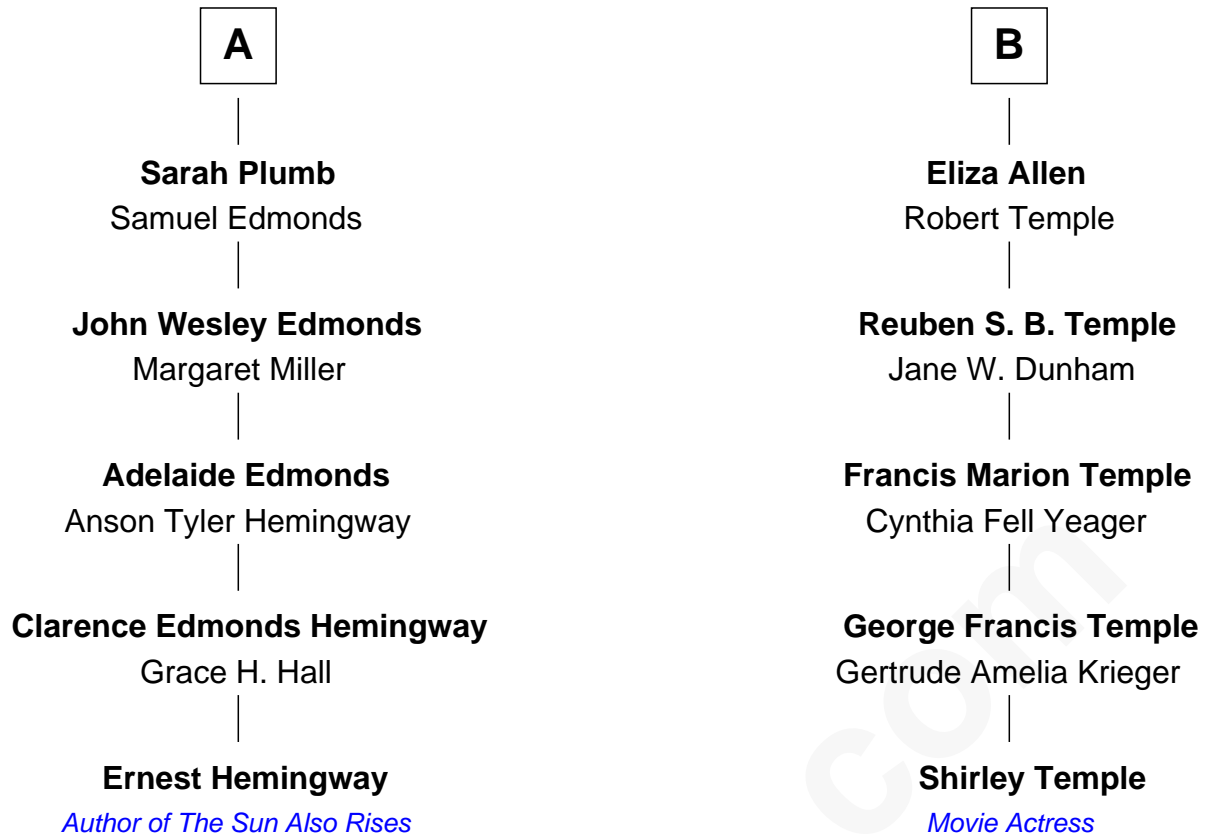 A
Sarah Plumb
Samuel Edmonds
John Wesley Edmonds
Margaret Miller
Adelaide Edmonds
Anson Tyler Hemingway
Clarence Edmonds Hemingway
Grace H. Hall
Ernest Hemingway
Author of The Sun Also Rises
B
Eliza Allen
Robert Temple
Reuben S. B. Temple
Jane W. Dunham
Francis Marion Temple
Cynthia Fell Yeager
George Francis Temple
Gertrude Amelia Krieger
Shirley Temple
Movie Actress
com